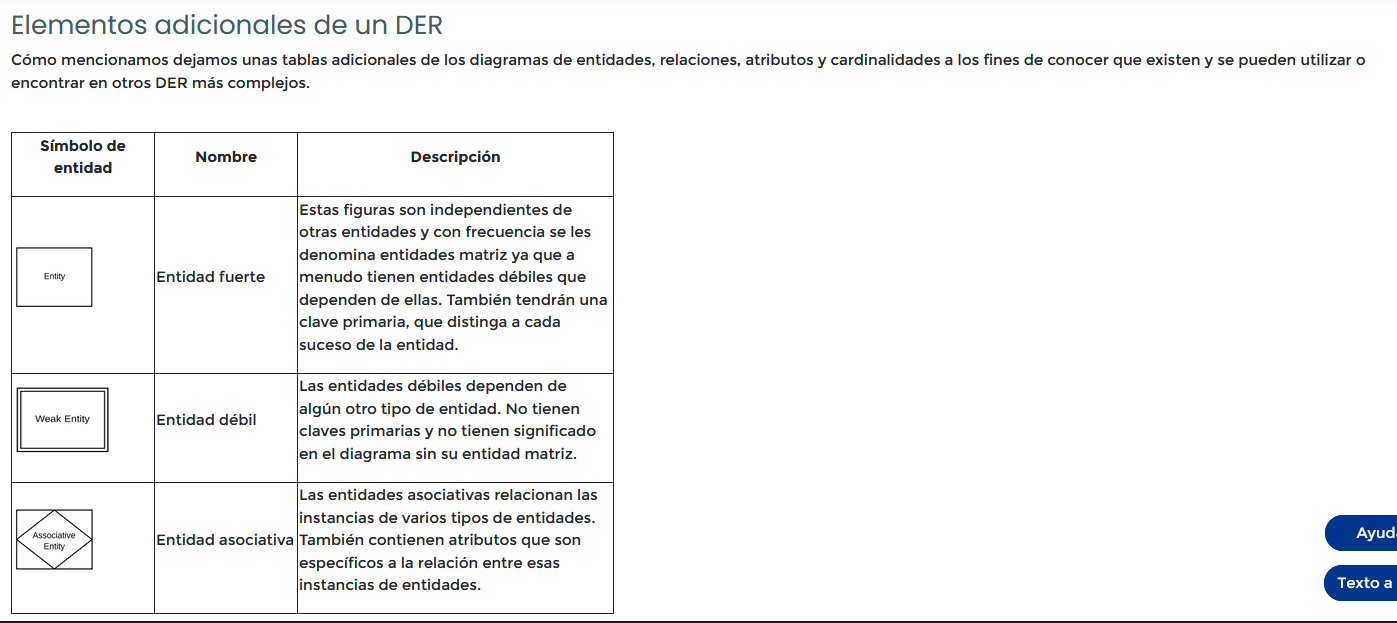 Elementos adicionales de un DER
Cómo mencionamos dejamos unas tablas adicionales de los diagramas de entidades, relaciones, atributos y cardinalidades a los fines de conocer que existen y se pueden utilizar o
encontrar en otros DER más complejos.
Símbolo de
entidad
Nombre
Descripción
Entity
Entidad fuerte
Estas figuras son independientes de
otras entidades y con frecuencia se les
denomina entidades matriz ya que a
menudo tienen entidades débiles que
dependen de ellas. También tendrán una
clave primaria, que distinga a cada
suceso de la entidad.
Weak Entity
Entidad débil
Las entidades débiles dependen de
algún otro tipo de entidad. No tienen
claves primarias y no tienen significado
en el diagrama sin su entidad matriz.
Associative
Entity
Entidad asociativa
Las entidades asociativas relacionan las
instancias de varios tipos de entidades.
También contienen atributos que son
específicos a la relación entre esas
instancias de entidades.
Ayud
Texto a